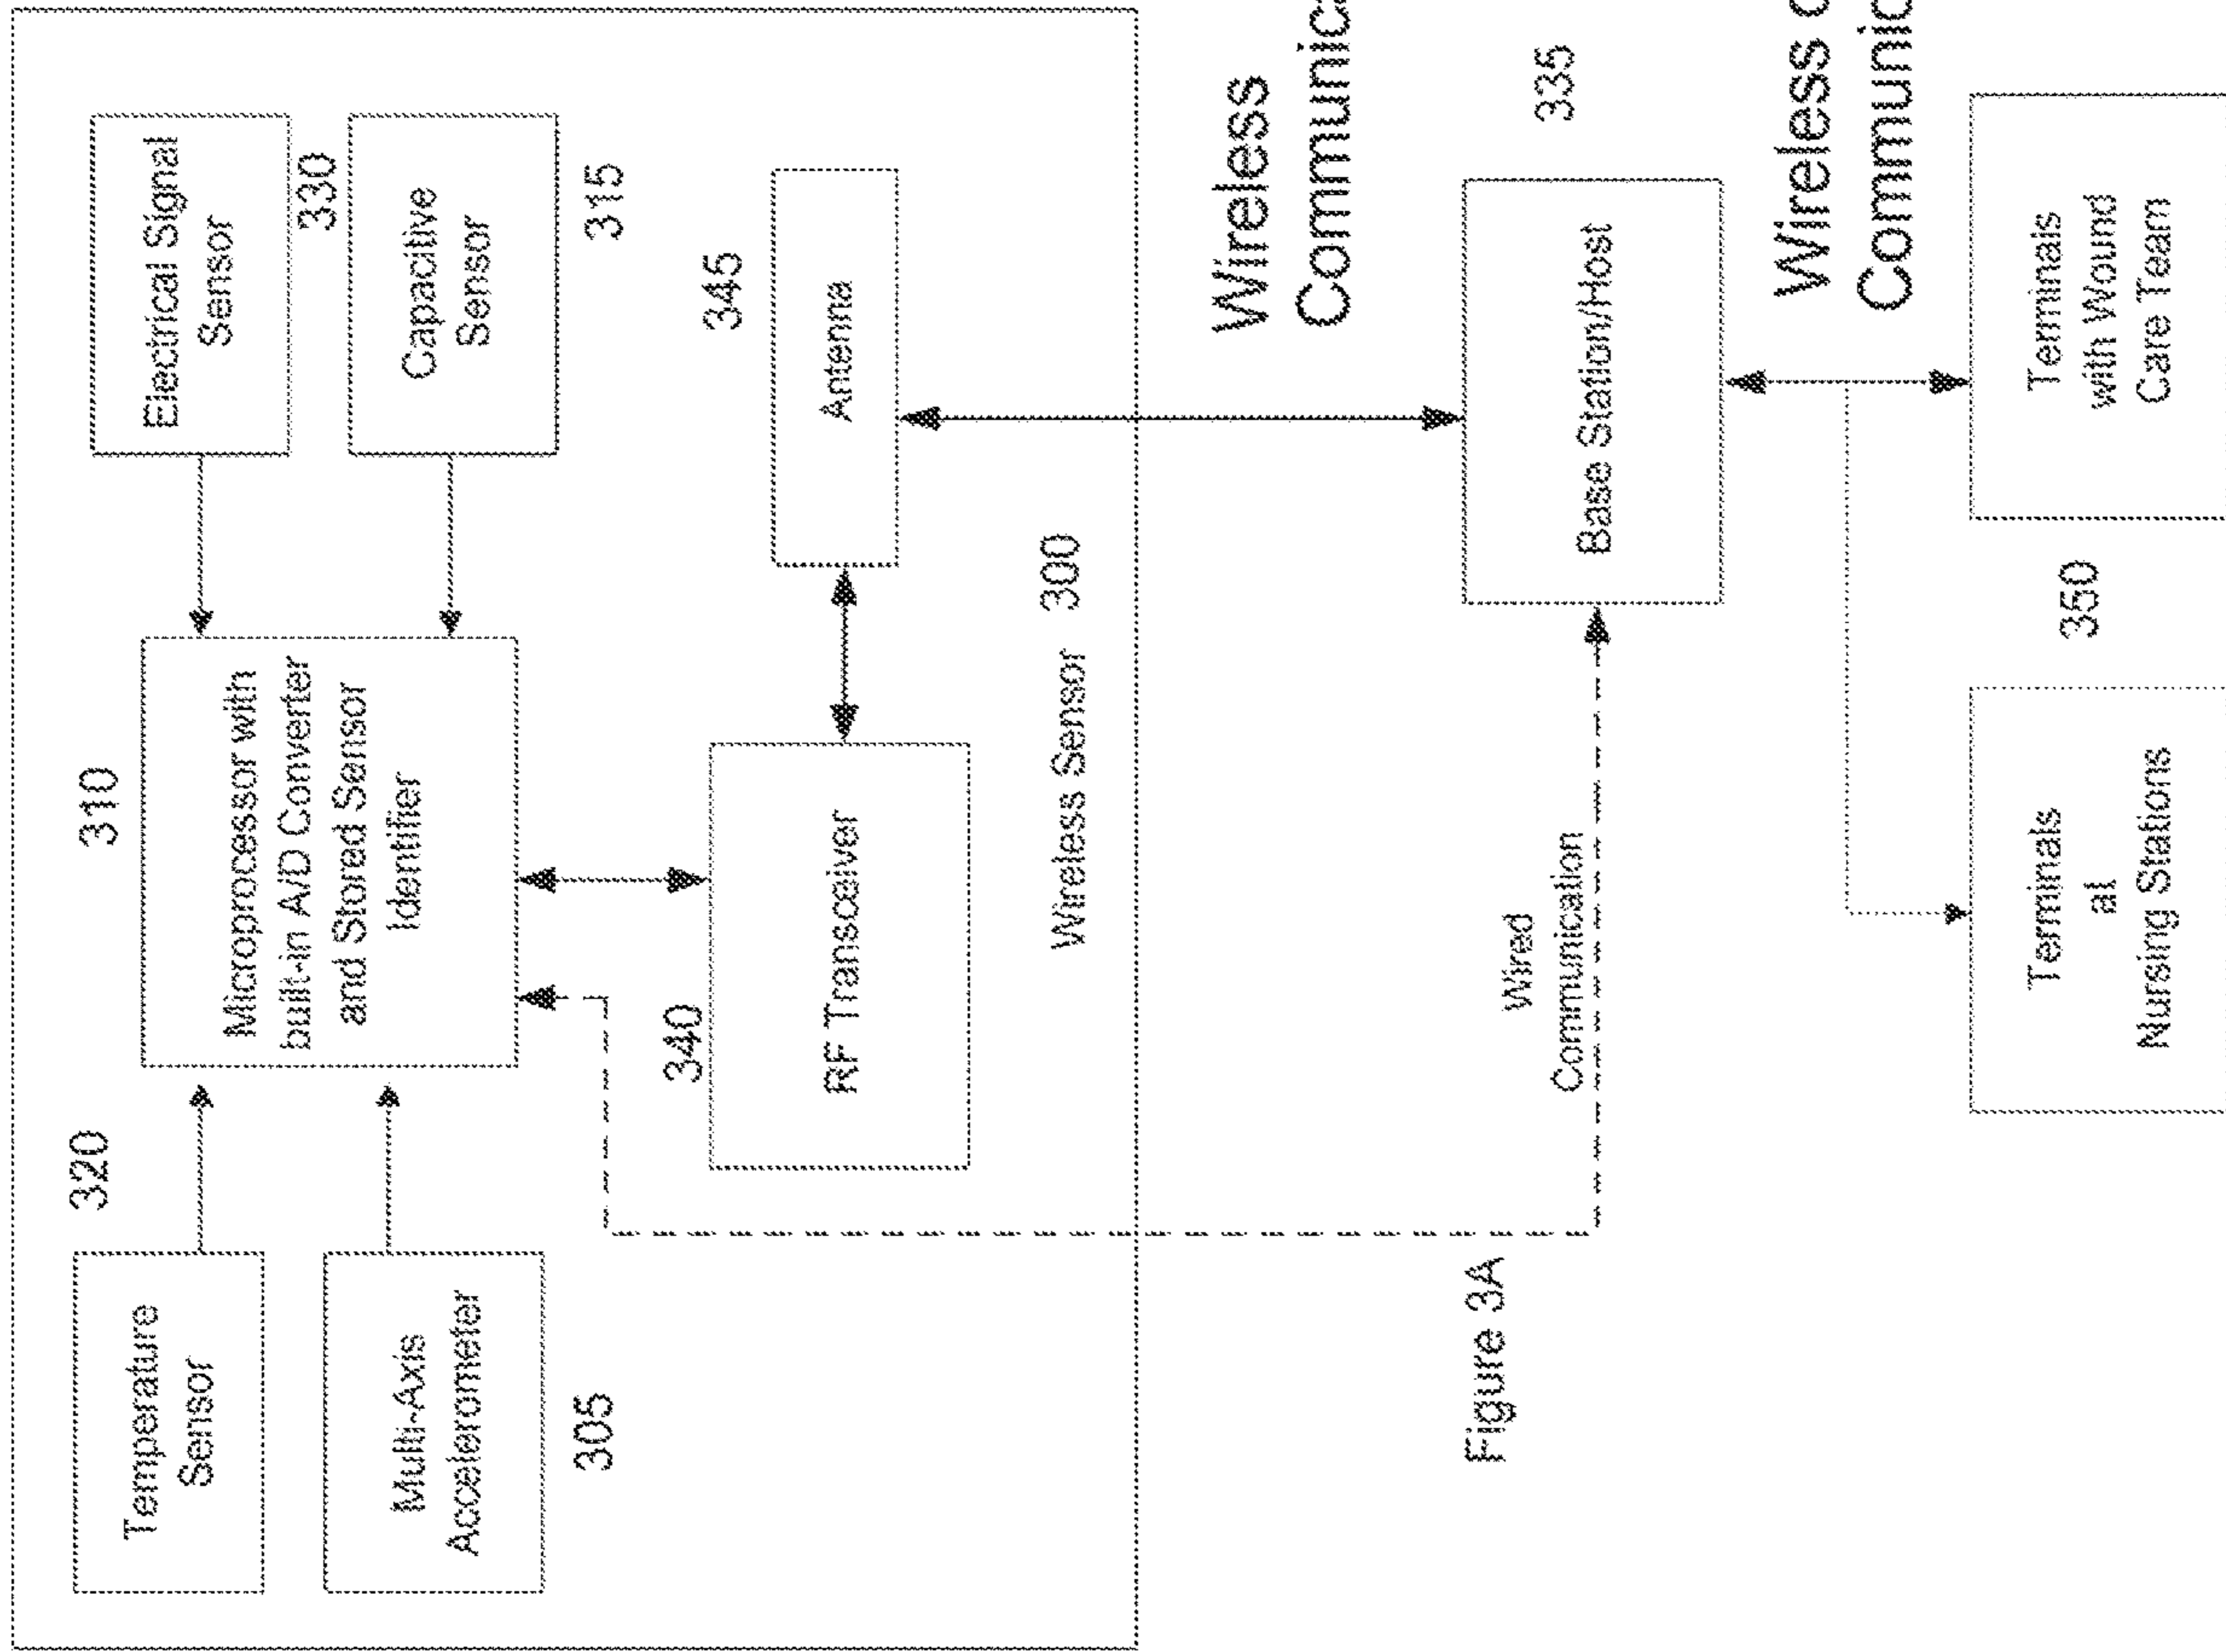 320
310
Temperature
Sensor
Microprocessor with
built-in A/D Converter
and Stored Sensor
Identifier
Electrical Signal
Sensor
330
Multi-Axis
Accelerometer
305
Capacitive
Sensor
315
340
RF Transceiver
345
Antenna
Wireless Sensor 300
Wireless
Communica
Figure 3A
Wired
Communication
335
Base Station/Host
Wireless
Communic
Terminals
at
Nursing Stations
350
Terminals
with Wound
Care Team